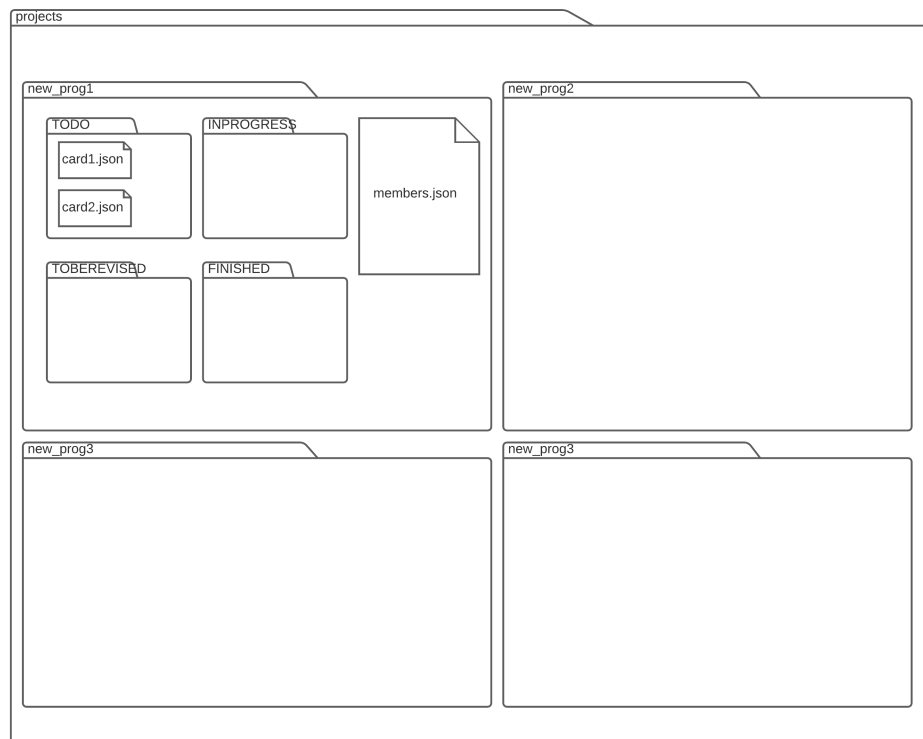 projects
new_prog1
new_prog2
TODO
INPROGRESS
card1.json
members.json
card2.json
TOBEREVISED
FINISHED
new_prog3
new_prog3